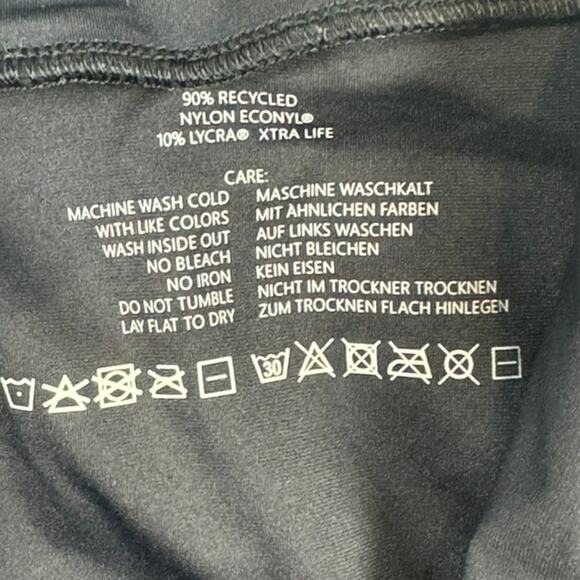 90% RECYCLED
NYLON ECONYL®
10% LYCRA® XTRA LIFE
CARE:
MACHINE WASH COLD
WITH LIKE COLORS
WASH INSIDE OUT
NO BLEACH
NO IRON
DO NOT TUMBLE
LAY FLAT TO DRY
MASCHINE WASCHKALT
MIT ÄHNLICHEN FARBEN
AUF LINKS WASCHEN
NICHT BLEICHEN
KEIN EISEN
NICHT IM TROCKNER TROCKNEN
ZUM TROCKNEN FLACH HINLEGEN
30